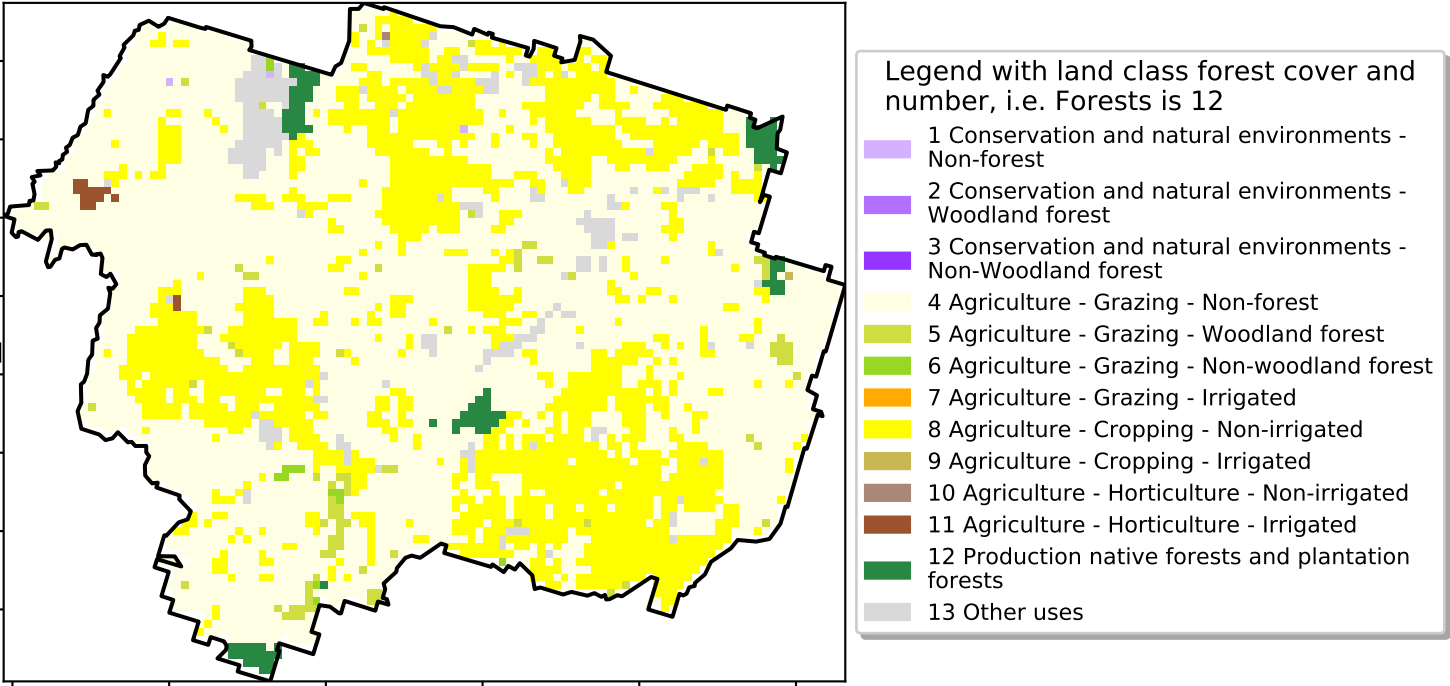 Legend with land class forest cover and
number, i.e. Forests is 12
1 Conservation and natural environments -
Non-forest
2 Conservation and natural environments -
Woodland forest
3 Conservation and natural environments -
Non-Woodland forest
4 Agriculture - Grazing - Non-forest
5 Agriculture - Grazing - Woodland forest
6 Agriculture - Grazing - Non-woodland forest
7 Agriculture - Grazing - Irrigated
8 Agriculture - Cropping - Non-irrigated
9 Agriculture - Cropping - Irrigated
10 Agriculture - Horticulture - Non-irrigated
11 Agriculture - Horticulture - Irrigated
12 Production native forests and plantation
forests
13 Other uses